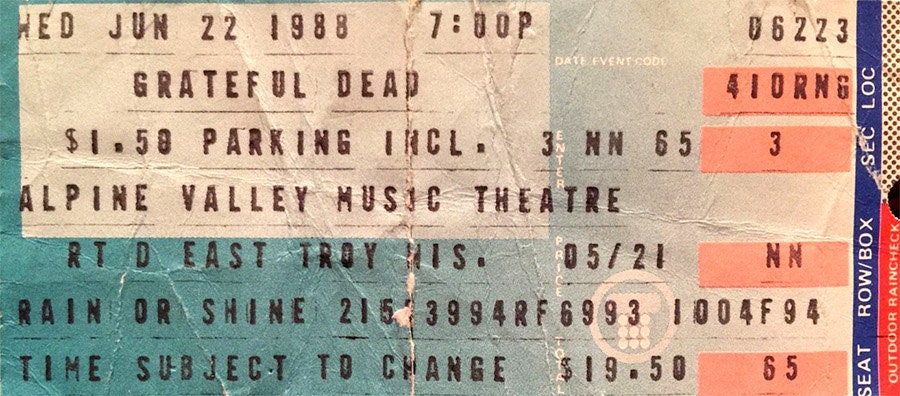 WED JUN 22 1988 7:00P 06223
DATE EVENT CODE
GRATEFUL DEAD 410RNG
$1.50 PARKING INCL. 3 NN 65 3
ENTER
ALPINE VALLEY MUSIC THEATRE
RT D EAST TROY WIS. 05/21 NN
PRICE TOTAL
RAIN OR SHINE 3994RF6993 1004F94
TIME SUBJECT TO CHANGE $19.50 65
SEAT ROW/BOX SEC LOC
OUTDOOR RAINCHECK